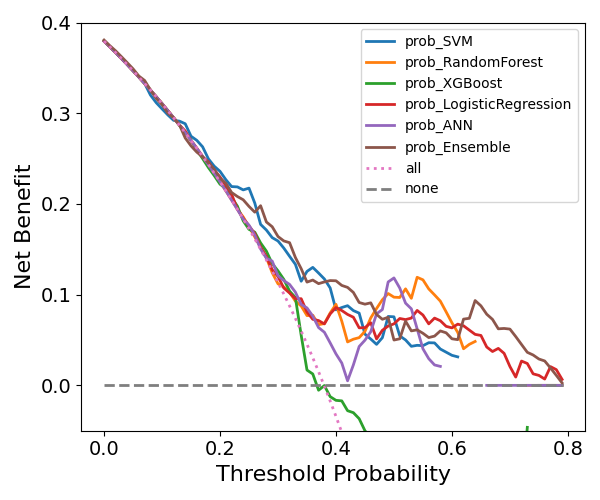 0.4
0.3
0.2
0.1
0.0
Net Benefit
prob_SVM
prob_RandomForest
prob_XGBoost
prob_LogisticRegression
prob_ANN
prob_Ensemble
all
none
0.0 0.2 0.4 0.6 0.8
Threshold Probability